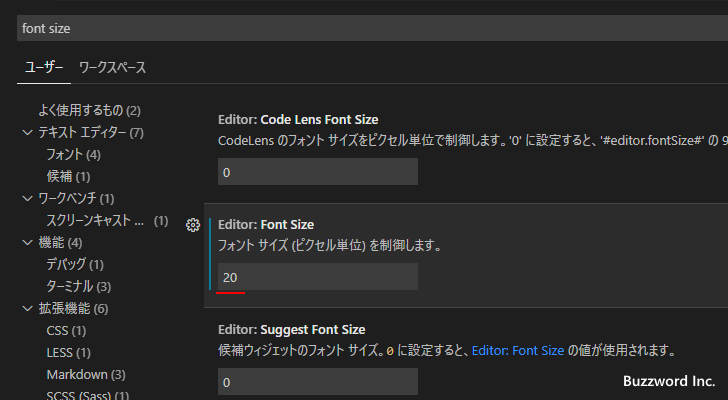 font size
ユーザー ワークスペース
よく使用するもの (2)
テキスト エディター (7)
フォント (4)
候補 (1)
ワークベンチ (1)
スクリーンキャスト ... (1)
機能 (4)
デバッグ (1)
ターミナル (3)
拡張機能 (6)
CSS (1)
LESS (1)
Markdown (3)
SCSS (Sass) (1)
Editor: Code Lens Font Size
CodeLens のフォント サイズをピクセル単位で制御します。'0' に設定すると、'#editor.fontSize#' の 9
0
Editor: Font Size
フォント サイズ (ピクセル単位) を制御します。
20
Editor: Suggest Font Size
候補ウィジェットのフォント サイズ。0 に設定すると、Editor: Font Size の値が使用されます。
0
Buzzword Inc.